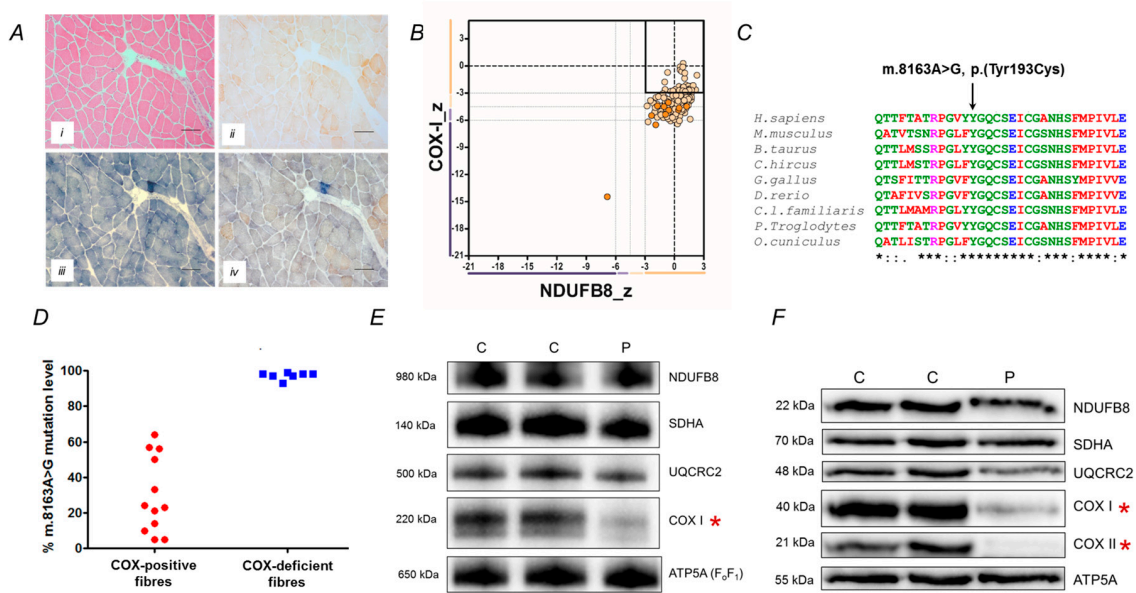 A
i
ii
iii
iv
B
COX-I_z
3
0
-3
-6
-9
-12
-15
-18
-21
-21 -18 -15 -12 -9 -6 -3 0 3
NDUFB8_z
C
m.8163A>G, p.(Tyr193Cys)
H.sapiens QTTFTATRPGVYYGQCSEICGANHSFMPIVLE
M.musculus QATVTSNRPGLFYGQCSEICGSNHSFMPIVLE
B.taurus QTTLMSSRPGLYYGQCSEICGSNHSFMPIVLE
C.hircus QTTLMSTRPGLYYGQCSEICGSNHSFMPIVLE
G.gallus QTSFITTRPGVFYGQCSEICGANHSYMPIVVE
D.rerio QTAFIVSRPGVFYGQCSEICGANHSFMPIVVE
C.l.familiaris QTTLMAMRPGLYYGQCSEICGSNHSFMPIVLE
P.Troglodytes QTTFTATRPGVYYGQCSEICGANHSFMPIVLE
O.cuniculus QATLISTRPGLFYGQCSEICGSNHSFMPIVLE
*::. ***::*********:***:****:*
D
% m.8163A>G mutation level
100
80
60
40
20
0
COX-positive fibres
COX-deficient fibres
E
C C P
980 kDa NDUFB8
140 kDa SDHA
500 kDa UQCRC2
220 kDa COX I *
650 kDa ATP5A (FoF1)
F
C C P
22 kDa NDUFB8
70 kDa SDHA
48 kDa UQCRC2
40 kDa COX I *
21 kDa COX II *
55 kDa ATP5A